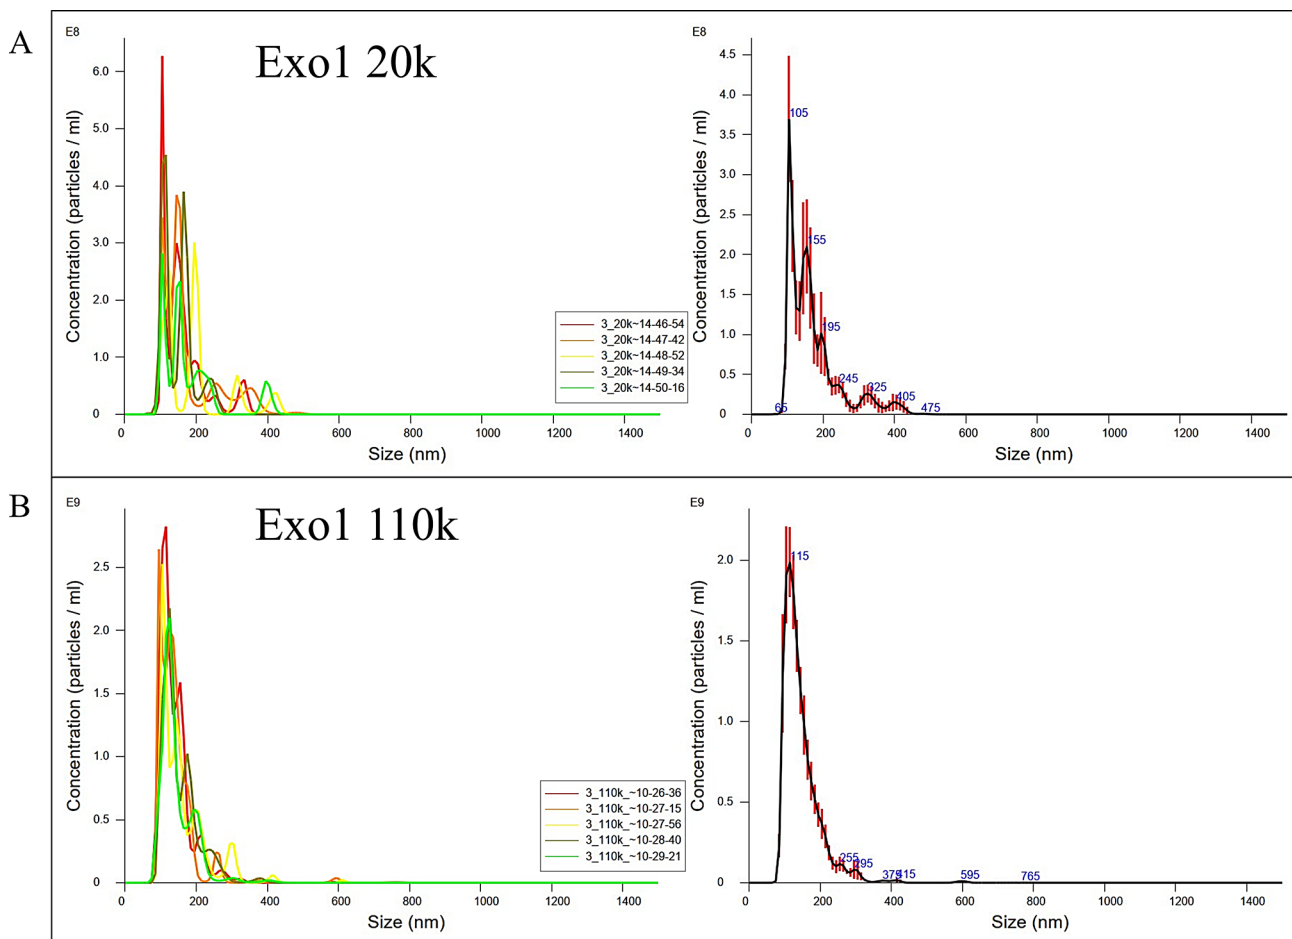 A
E8
Exo1 20k
Concentration (particles / ml)
6.0
5.0
4.0
3.0
2.0
1.0
0
0 200 400 600 800 1000 1200 1400
Size (nm)
3_20k~14-46-54
3_20k~14-47-42
3_20k~14-48-52
3_20k~14-49-34
3_20k~14-50-16
E8
Concentration (particles / ml)
4.5
4.0
3.5
3.0
2.5
2.0
1.5
1.0
0.5
0
105
155
195
245
325
405
65
475
0 200 400 600 800 1000 1200 1400
Size (nm)
B
E9
Exo1 110k
Concentration (particles / ml)
2.5
2.0
1.5
1.0
0.5
0
0 200 400 600 800 1000 1200 1400
Size (nm)
3_110k_~10-26-36
3_110k_~10-27-15
3_110k_~10-27-56
3_110k_~10-28-40
3_110k_~10-29-21
E9
Concentration (particles / ml)
2.0
1.5
1.0
0.5
0
115
255
295
375
415
595
765
0 200 400 600 800 1000 1200 1400
Size (nm)